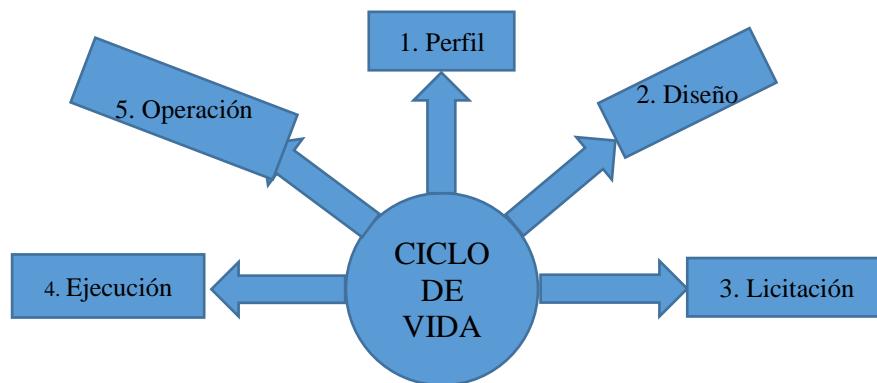 1. Perfil
2. Diseño
3. Licitación
4. Ejecución
5. Operación
CICLO
DE
VIDA